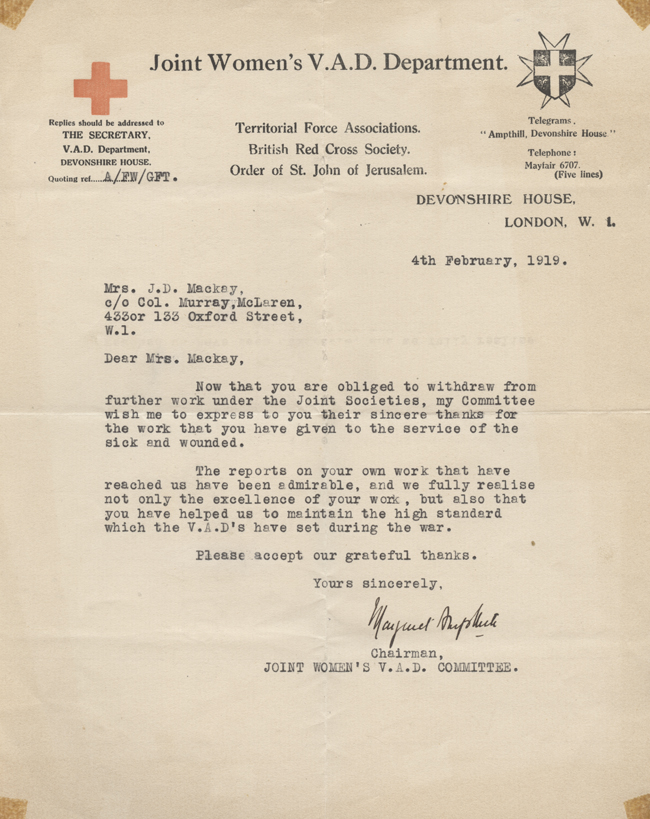 Joint Women's V.A.D. Department.
Replies should be addressed to
THE SECRETARY,
V.A.D. Department,
DEVONSHIRE HOUSE.
Quoting ref......A/FW/GFT.
Territorial Force Associations.
British Red Cross Society.
Order of St. John of Jerusalem.
Telegrams.
"Ampthill, Devonshire House"
Telephone:
Mayfair 6707.
(Five lines)
DEVONSHIRE HOUSE,
LONDON, W. 1.
4th February, 1919.
Mrs. J.D. Mackay,
c/o Col. Murray,McLaren,
433or 133 Oxford Street,
W.1.
Dear Mrs. Mackay,
Now that you are obliged to withdraw from
further work under the Joint Societies, my Committee
wish me to express to you their sincere thanks for
the work that you have given to the service of the
sick and wounded.
The reports on your own work that have
reached us have been admirable, and we fully realise
not only the excellence of your work, but also that
you have helped us to maintain the high standard
which the V.A.D's have set during the war.
Please accept our grateful thanks.
Yours sincerely,
Margaret Ampthill
Chairman,
JOINT WOMEN'S V.A.D. COMMITTEE.